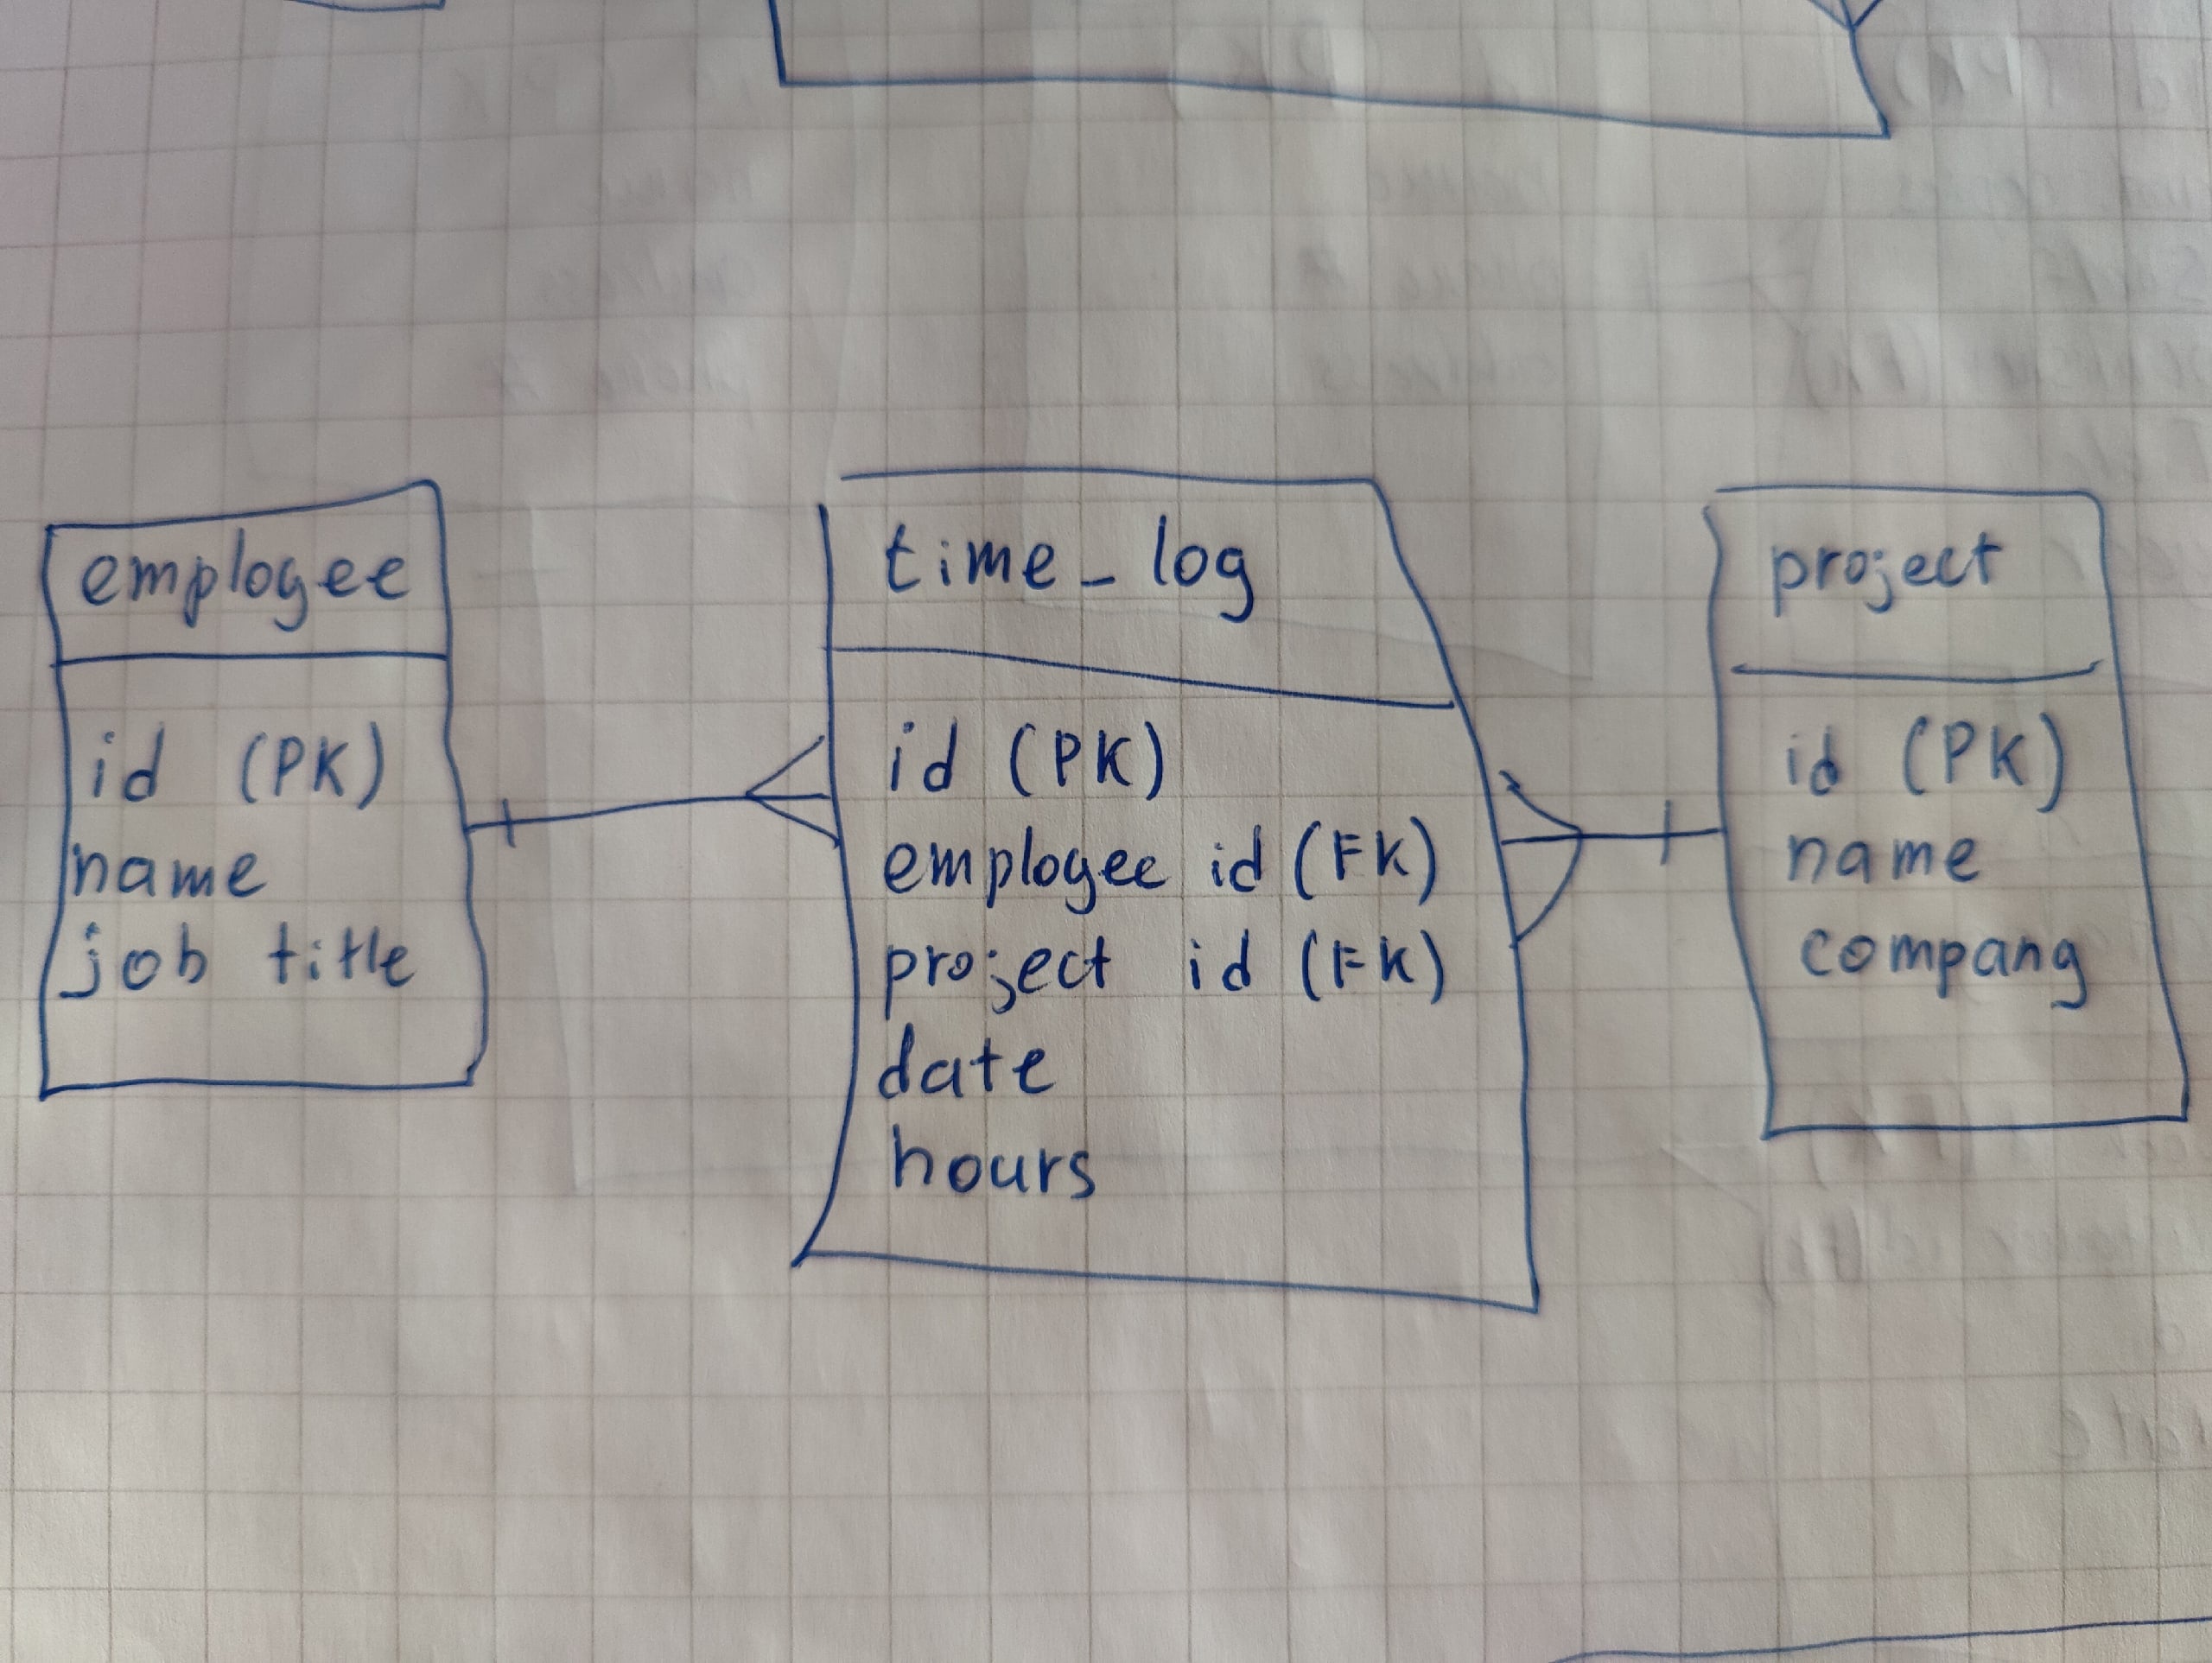 employee
id (PK)
name
job title
time_log
id (PK)
employee id (FK)
project id (FK)
date
hours
project
id (PK)
name
company